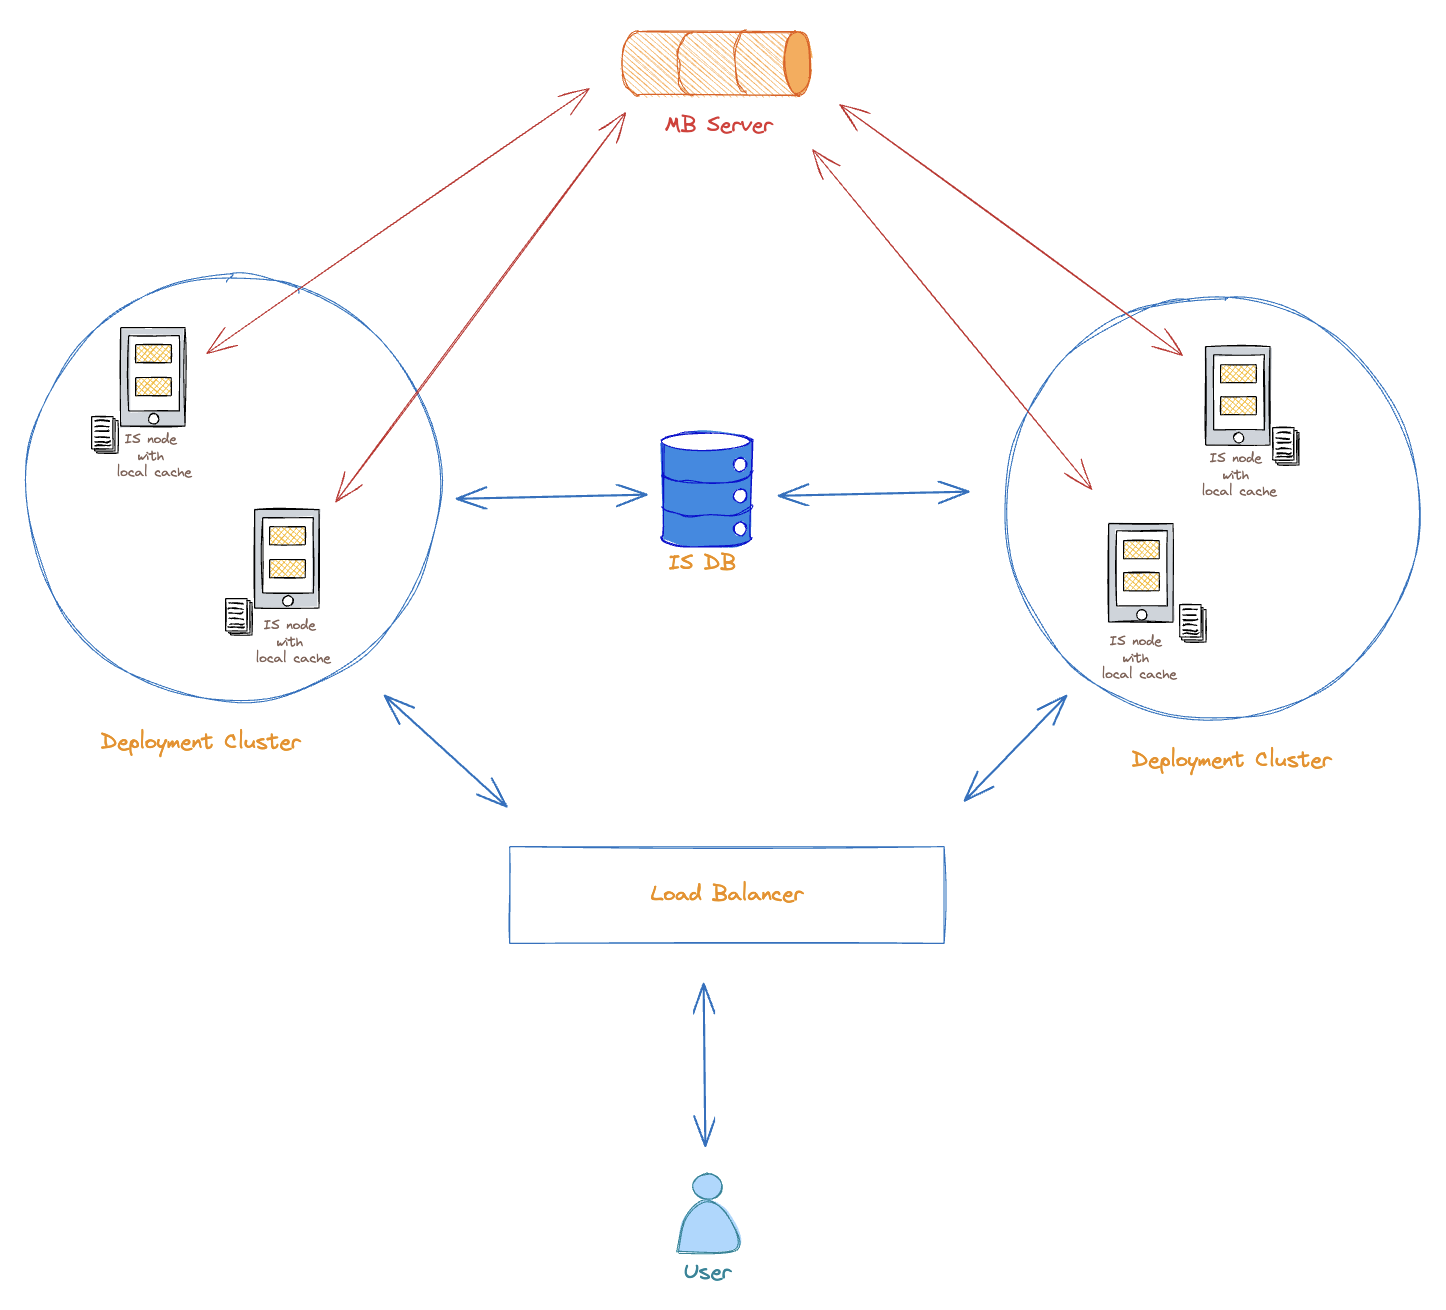 MB Server
IS node
with
local cache
IS node
with
local cache
IS DB
IS node
with
local cache
IS node
with
local cache
Deployment Cluster
Deployment Cluster
Load Balancer
User